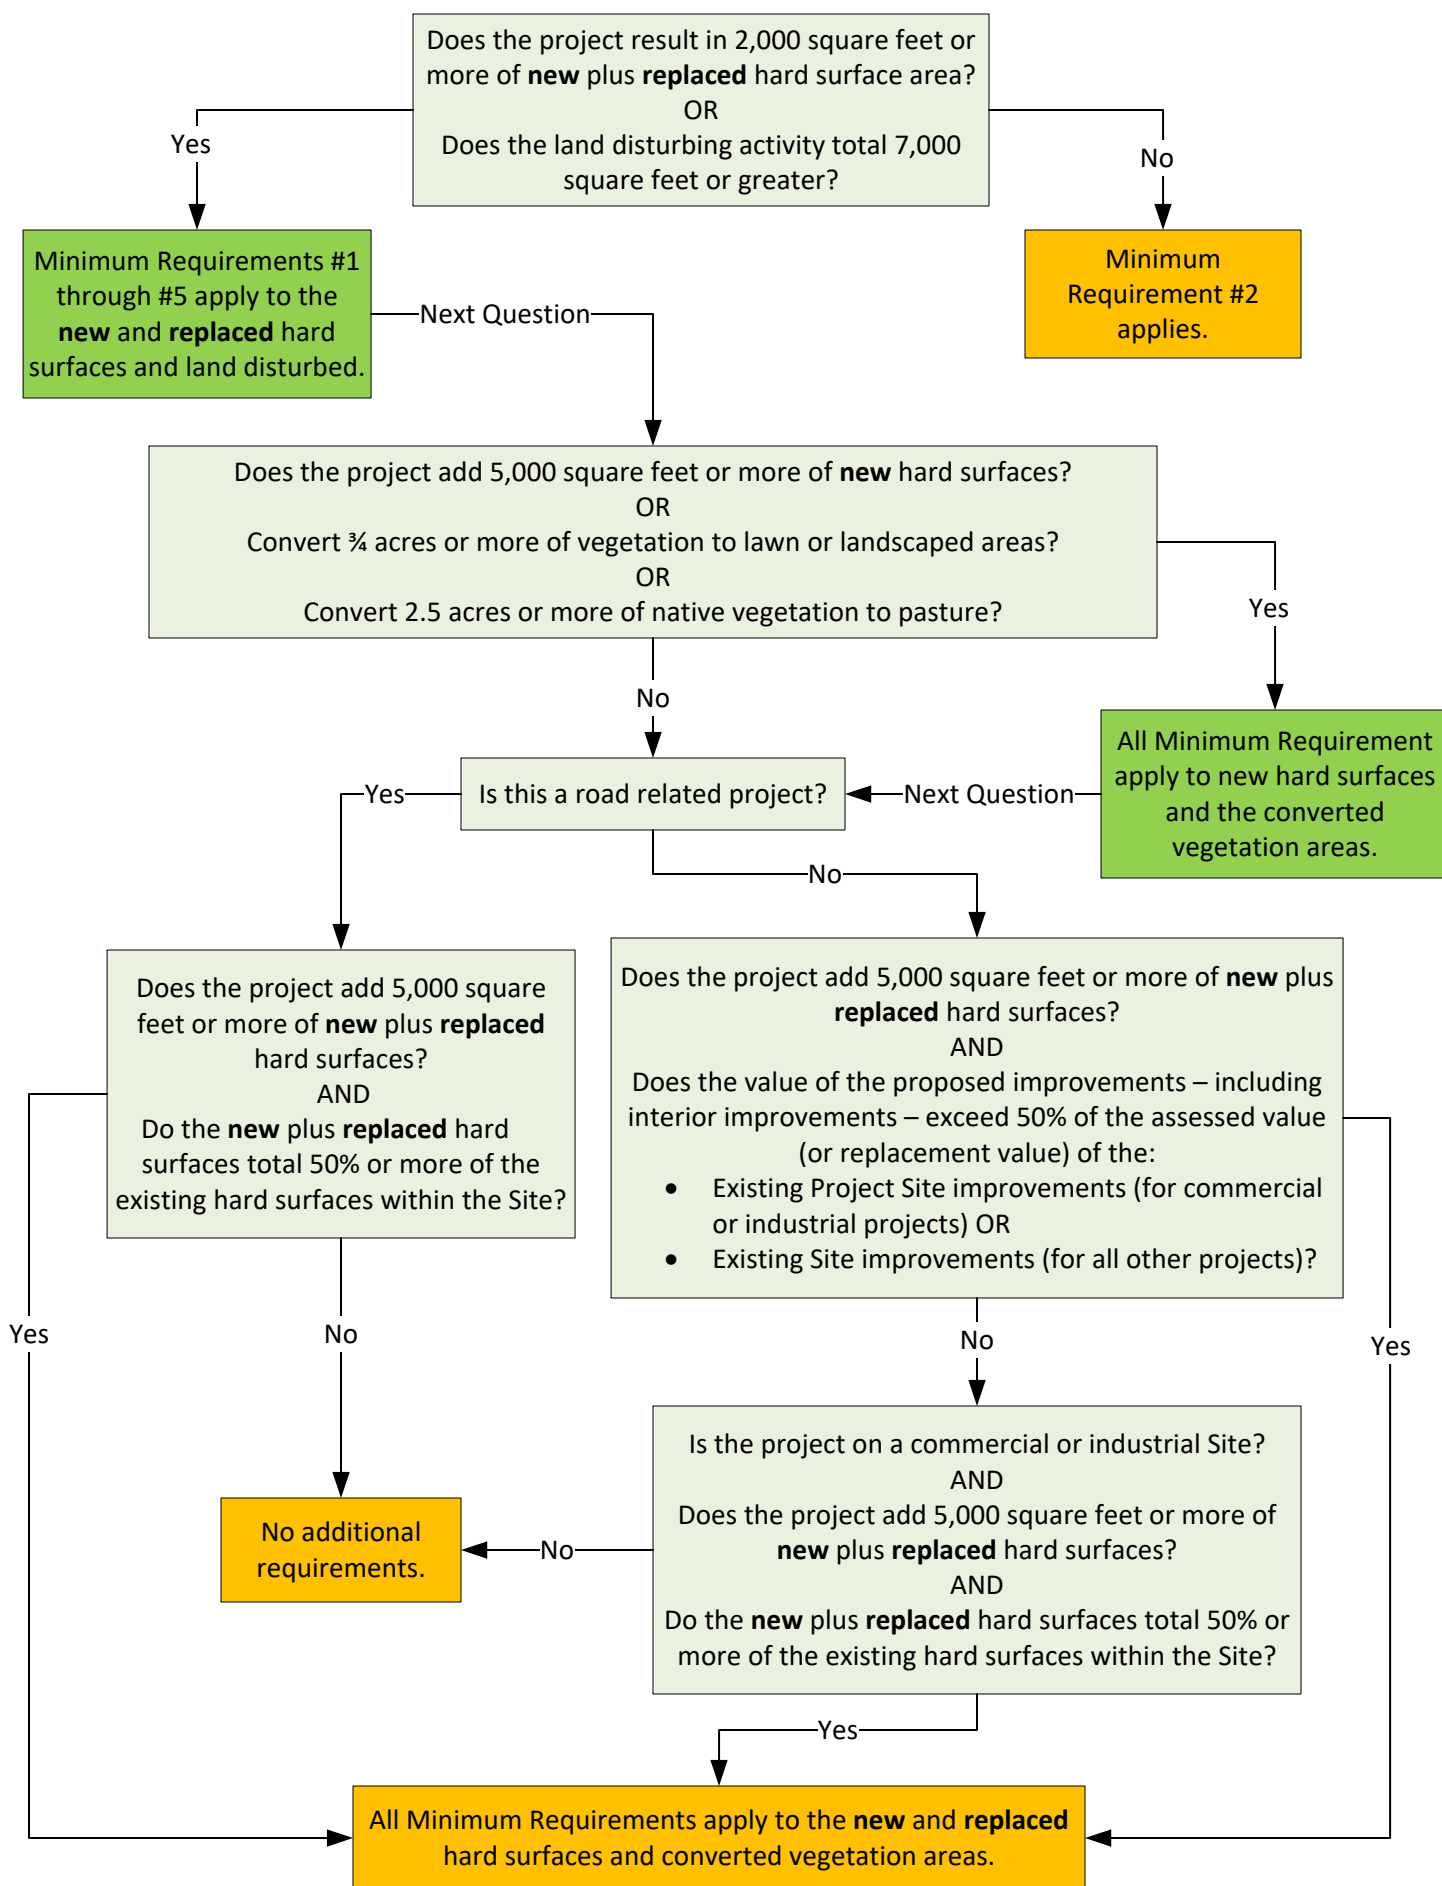 Does the project result in 2,000 square feet or
more of new plus replaced hard surface area?
OR
Does the land disturbing activity total 7,000
square feet or greater?
Yes
No
Minimum Requirements #1
through #5 apply to the
new and replaced hard
surfaces and land disturbed.
Next Question
Minimum
Requirement #2
applies.
Does the project add 5,000 square feet or more of new hard surfaces?
OR
Convert ¾ acres or more of vegetation to lawn or landscaped areas?
OR
Convert 2.5 acres or more of native vegetation to pasture?
Yes
No
All Minimum Requirement
apply to new hard surfaces
and the converted
vegetation areas.
Next Question
Is this a road related project?
Yes
No
Does the project add 5,000 square
feet or more of new plus replaced
hard surfaces?
AND
Do the new plus replaced hard
surfaces total 50% or more of the
existing hard surfaces within the Site?
Does the project add 5,000 square feet or more of new plus
replaced hard surfaces?
AND
Does the value of the proposed improvements – including
interior improvements – exceed 50% of the assessed value
(or replacement value) of the:
• Existing Project Site improvements (for commercial
or industrial projects) OR
• Existing Site improvements (for all other projects)?
Yes
No
No
Yes
Is the project on a commercial or industrial Site?
AND
Does the project add 5,000 square feet or more of
new plus replaced hard surfaces?
AND
Do the new plus replaced hard surfaces total 50% or
more of the existing hard surfaces within the Site?
No
No additional
requirements.
Yes
All Minimum Requirements apply to the new and replaced
hard surfaces and converted vegetation areas.